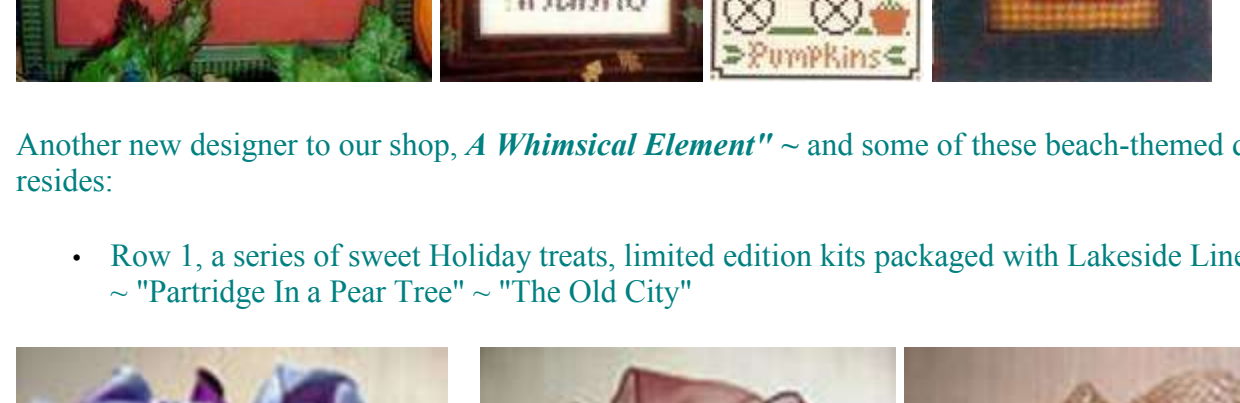 Pumpkins
Another new designer to our shop, A Whimsical Element" ~ and some of these beach-themed
resides:
• Row 1, a series of sweet Holiday treats, limited edition kits packaged with Lakeside
~ "Partridge In a Pear Tree" ~ "The Old City"